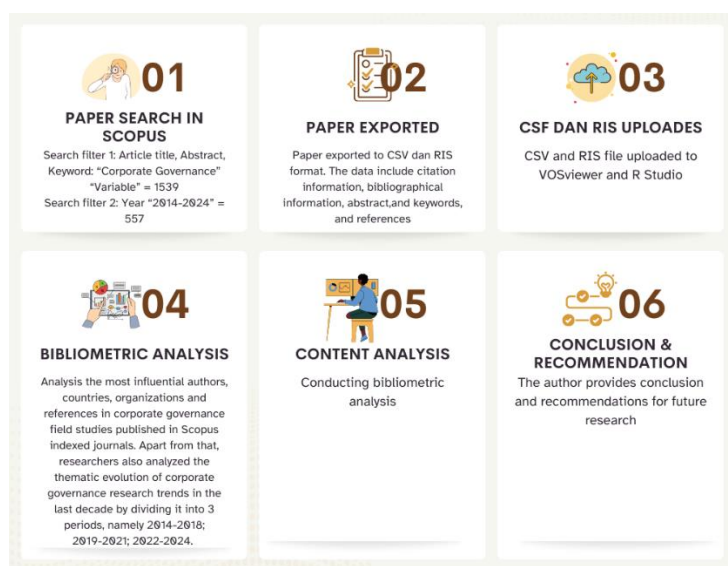 01
PAPER SEARCH IN
SCOPUS
Search filter 1: Article title, Abstract,
Keyword: “Corporate Governance”
“Variable” = 1539
Search filter 2: Year “2014-2024” =
557
02
PAPER EXPORTED
Paper exported to CSV dan RIS
format. The data include citation
information, bibliographical
information, abstract,and keywords,
and references
03
CSF DAN RIS UPLOADES
CSV and RIS file uploaded to
VOSviewer and R Studio
04
BIBLIOMETRIC ANALYSIS
Analysis the most influential authors,
countries, organizations and
references in corporate governance
field studies published in Scopus
indexed journals. Apart from that,
researchers also analyzed the
thematic evolution of corporate
governance research trends in the
last decade by dividing it into 3
periods, namely 2014-2018;
2019-2021; 2022-2024.
05
CONTENT ANALYSIS
Conducting bibliometric
analysis
06
CONCLUSION &
RECOMMENDATION
The author provides conclusion
and recommendations for future
research